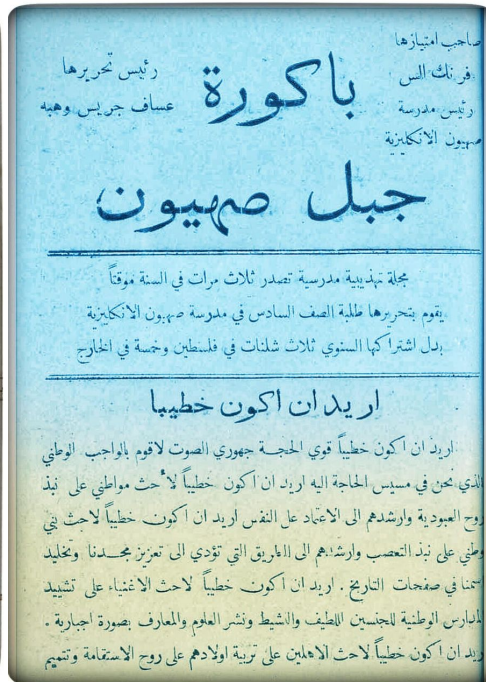 صاحب امتيازها
فرنك الس
رئيس مدرسة
صهيون الانكليزية
رئيس تحريرها
عساف جريس وهبه
باكورة
جبل صهيون
مجلة تهذيبية مدرسية تصدر ثلاث مرات في السنة موقتاً
يقوم بتحريرها طلبة الصف السادس في مدرسة صهيون الانكليزية
بدل اشتراكها السنوي ثلاث شلنات في فلسطين وخمسة في الخارج
اريد ان اكون خطيبا
اريد ان اكون خطيباً قوي الحجة جهوري الصوت لاقوم بالواجب الوطني
الذي نحن في مسيس الحاجة اليه اريد ان اكون خطيباً لأحث مواطني على نبذ
روح العبودية وارشدهم الى الاعتماد على النفس اريد ان اكون خطيباً لاحث بني
وطني على نبذ التعصب وارشدهم الى الطريق التي تؤدي الى تعزيز مجدنا وتخليد
اسمنا في صفحات التاريخ . اريد ان اكون خطيباً لاحث الاغنياء على تشييد
المدارس الوطنية للجنسين اللطيف والنشيط ونشر العلوم والمعارف بصورة اجبارية .
اريد ان اكون خطيباً لاحث الاهلين على تربية اولادهم على روح الاستقامة وتتميم